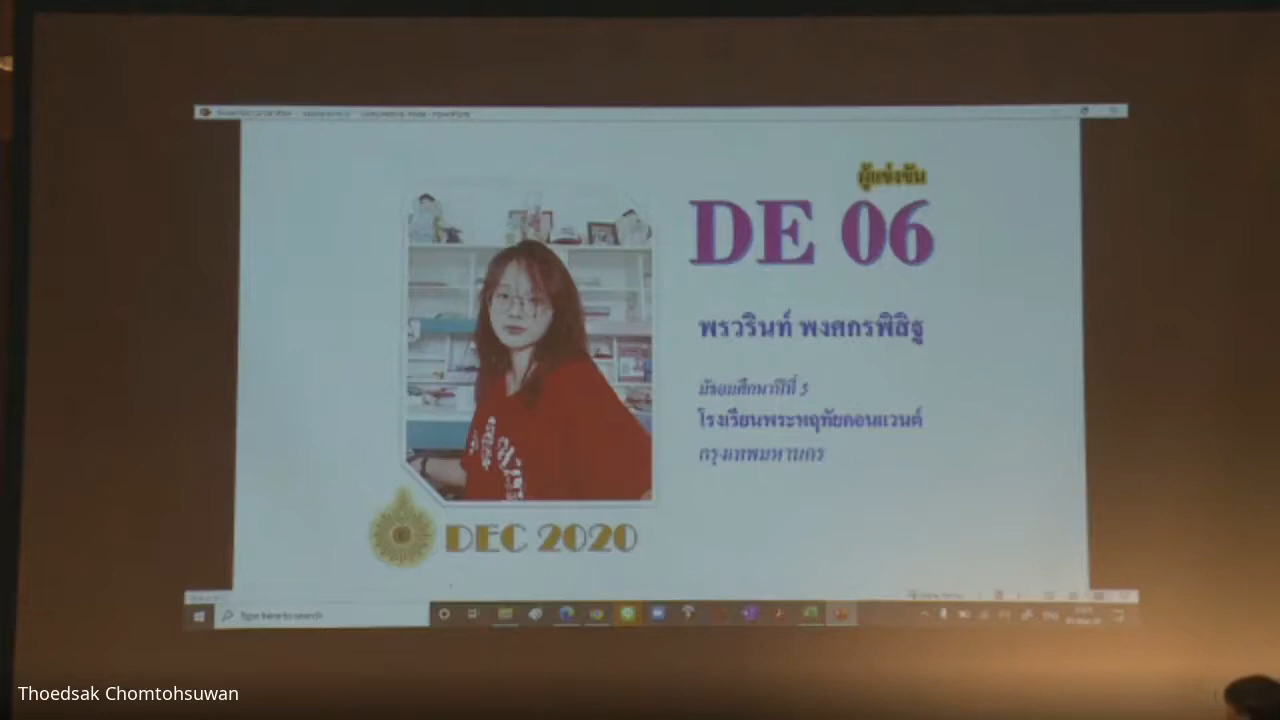 ผู้แข่งขัน
DE 06
พรวรินท์ พงศกรพิสิฐ
มัธยมศึกษาปีที่ 5
โรงเรียนพระหฤทัยคอนแวนต์
กรุงเทพมหานคร
DEC 2020
Type here to search
Thoedsak Chomtohsuwan